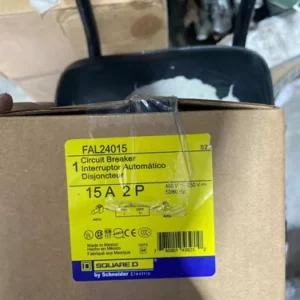 FAL24015
1 Circuit Breaker
Interruptor Automático
Disjoncteur
15 A 2 P
Made in Mexico
Hecho en Mexico
Fabriqué aux Mexique
SQUARE D
by Schneider Electric